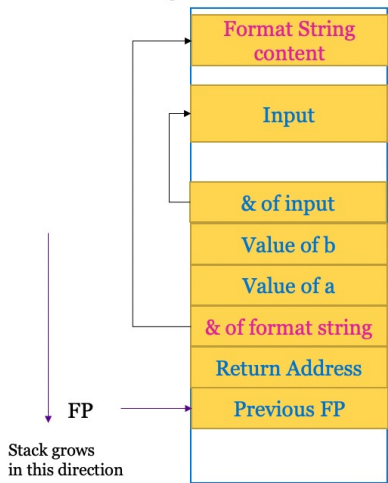 Format String
content
Input
& of input
Value of b
Value of a
& of format string
Return Address
FP
Previous FP
Stack grows
in this direction